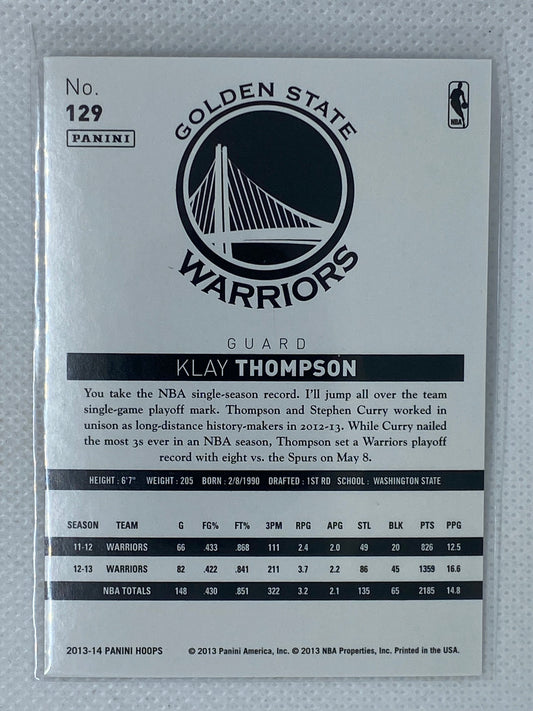 No.
129
PANINI
GOLDEN STATE
WARRIORS
NBA
GUARD
KLAY THOMPSON
You take the NBA single-season record. I'll jump all over the team
single-game playoff mark. Thompson and Stephen Curry worked in
unison as long-distance history-makers in 2012-13. While Curry nailed
the most 3s ever in an NBA season, Thompson set a Warriors playoff
record with eight vs. the Spurs on May 8.
HEIGHT : 6'7" WEIGHT : 205 BORN : 2/8/1990 DRAFTED : 1ST RD SCHOOL : WASHINGTON STATE
SEASON TEAM G FG% FT% 3PM RPG APG STL BLK PTS PPG
11-12 WARRIORS 66 .433 .868 111 2.4 2.0 49 20 826 12.5
12-13 WARRIORS 82 .422 .841 211 3.7 2.2 86 45 1359 16.6
NBA TOTALS 148 .430 .851 322 3.2 2.1 135 65 2185 14.8
2013-14 PANINI HOOPS © 2013 Panini America, Inc. © 2013 NBA Properties, Inc. Printed in the USA.